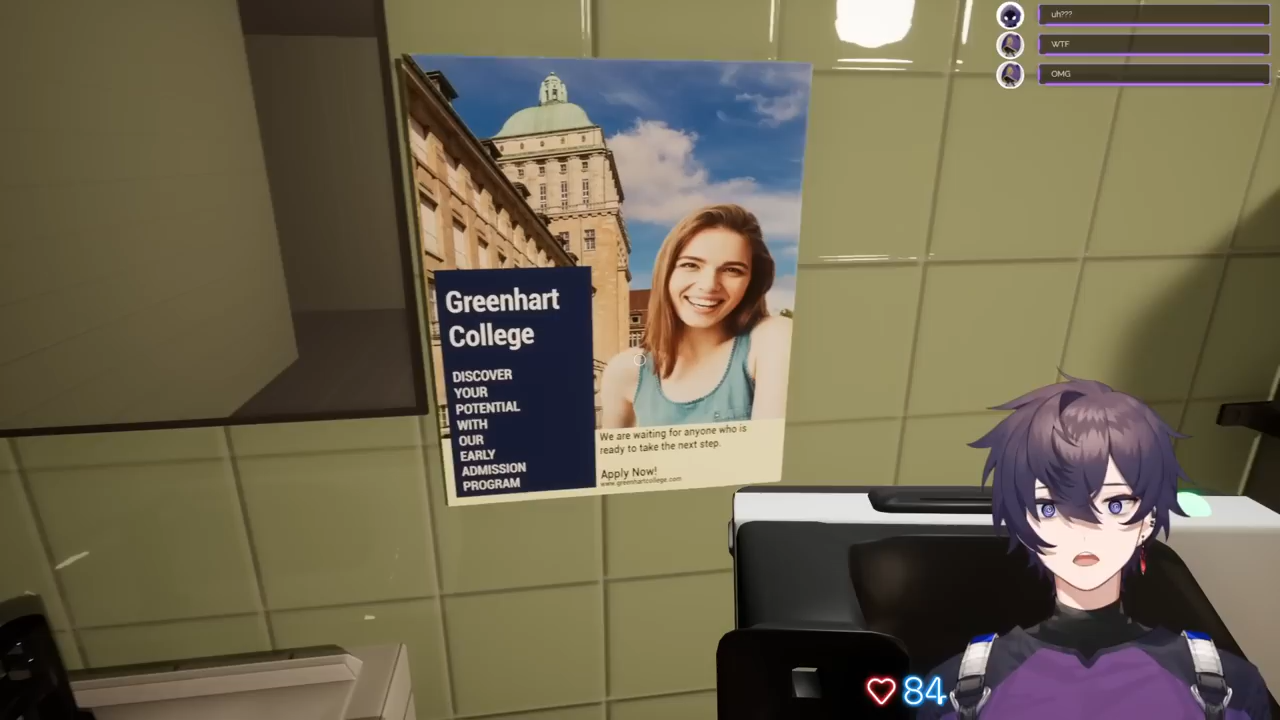 uh???
WTF
OMG
Greenhart
College
DISCOVER
YOUR
POTENTIAL
WITH
OUR
EARLY
ADMISSION
PROGRAM
We are waiting for anyone who is
ready to take the next step.
Apply Now!
www.greenhartcollege.com
84